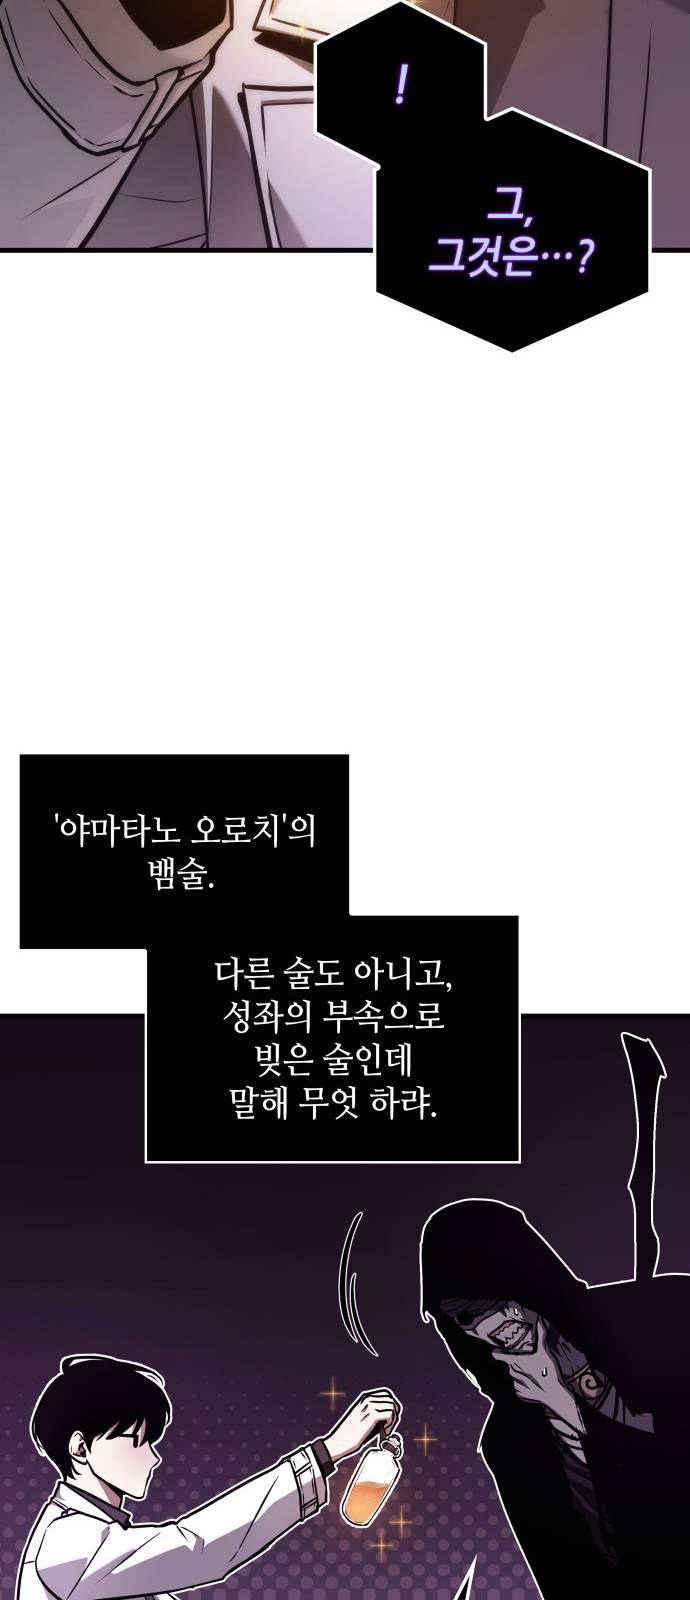 !
그,
그것은…?
'야마타노 오로치'의
뱀술.
다른 술도 아니고,
성좌의 부속으로
빚은 술인데
말해 무엇 하랴.